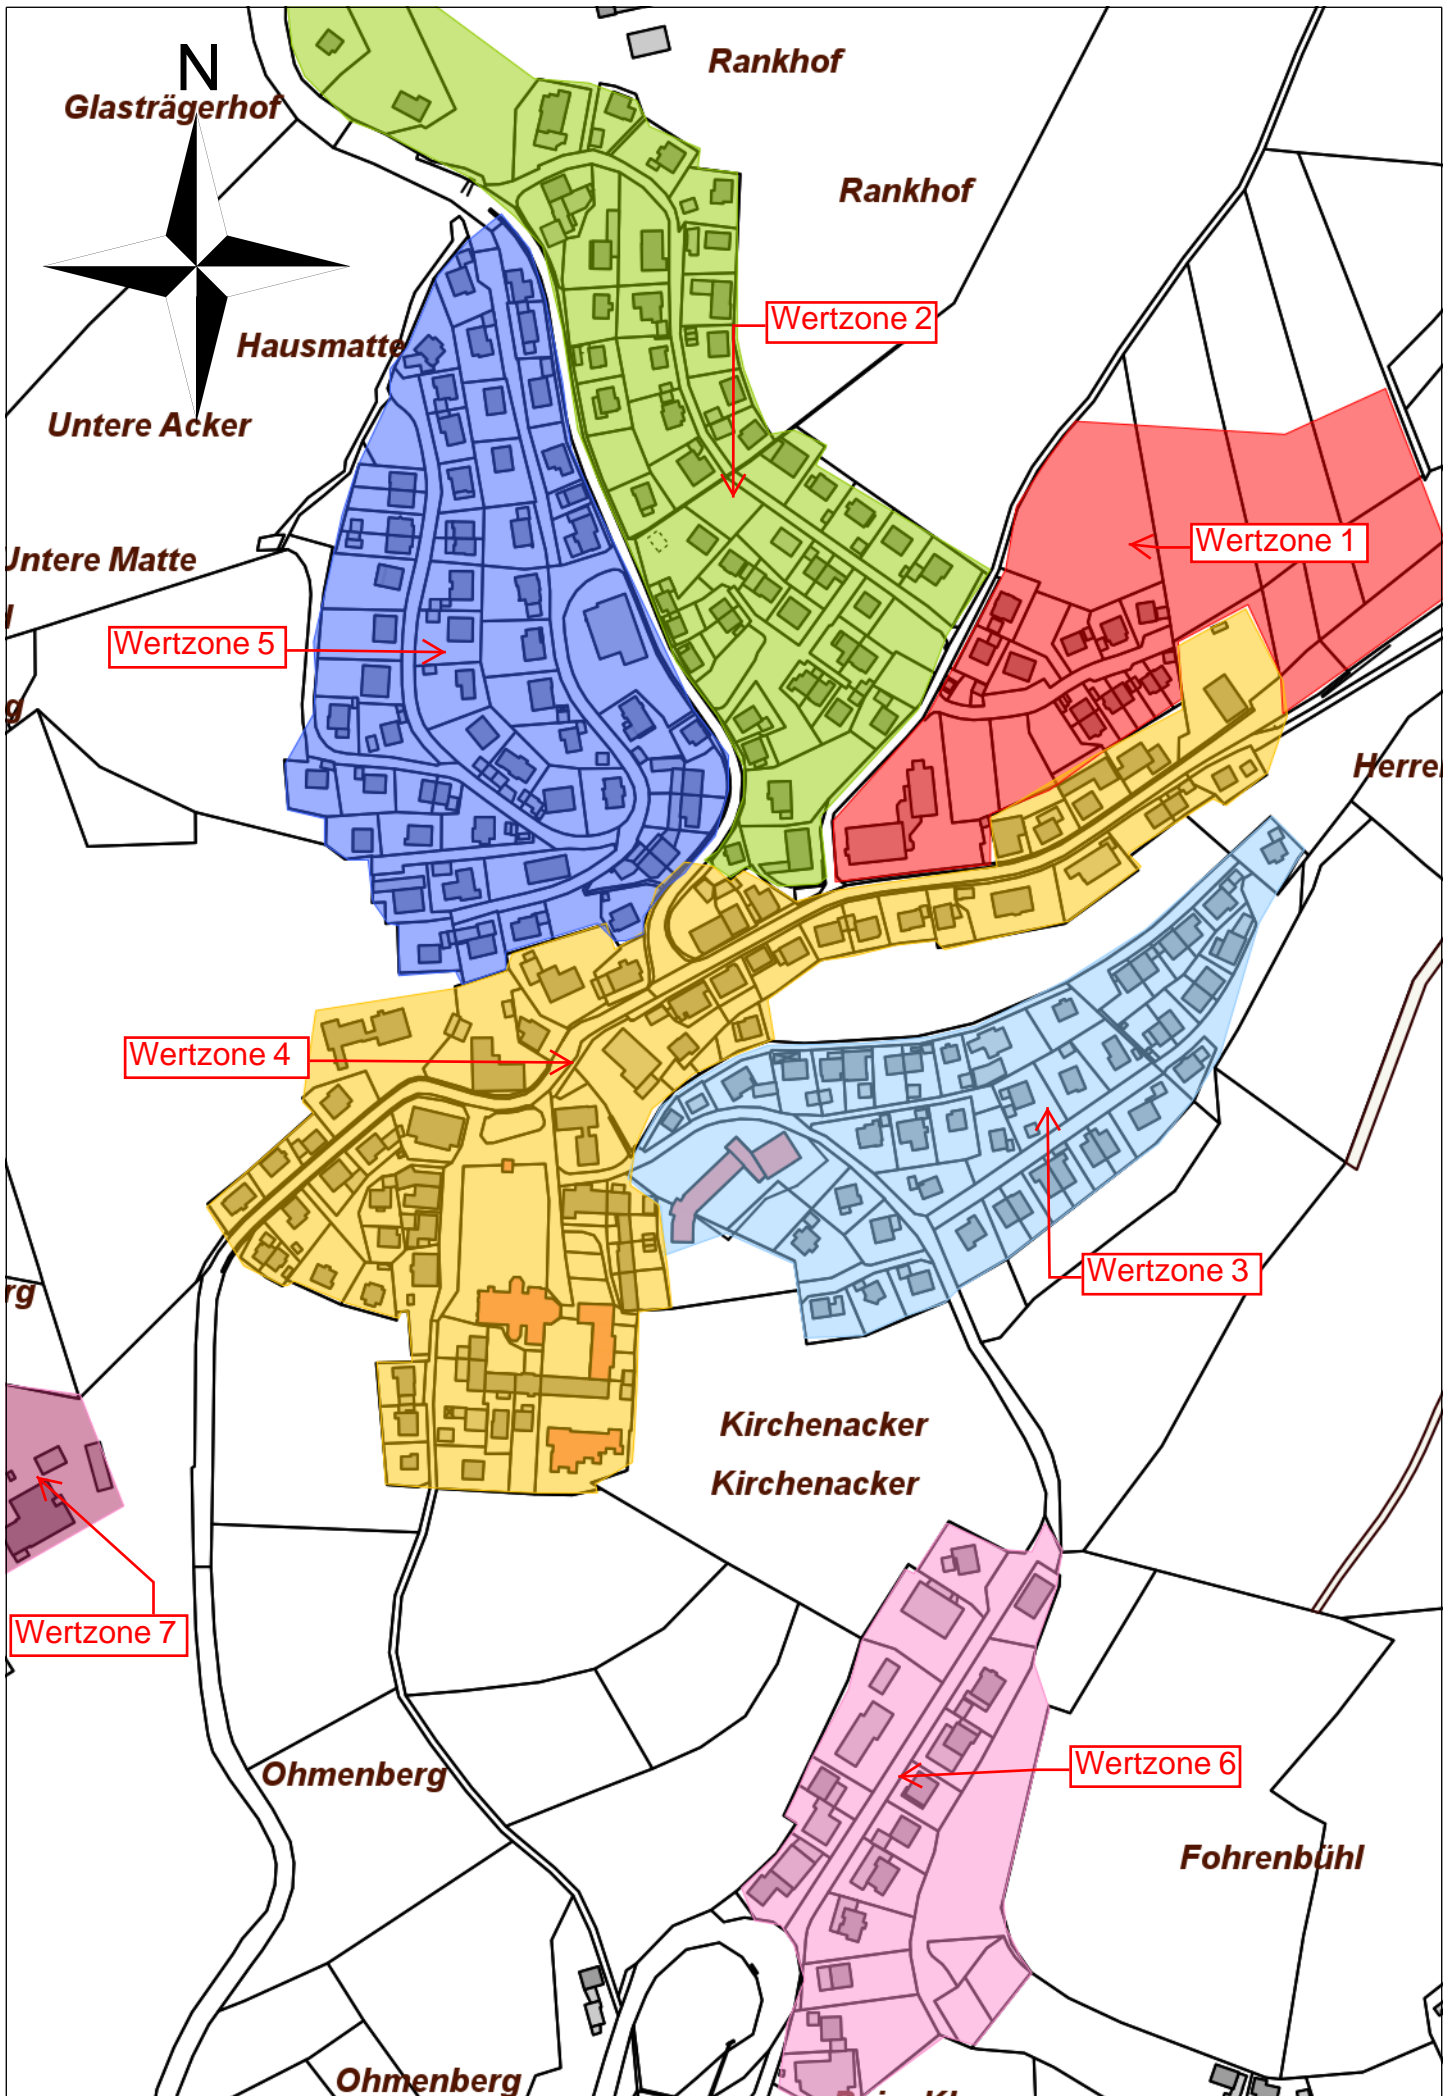 N
Rankhof
Glasträgerhof
Rankhof
Wertzone 2
Hausmatte
Untere Acker
Wertzone 1
Untere Matte
Wertzone 5
Wertzone 4
Wertzone 3
Kirchenacker
Kirchenacker
Wertzone 7
Ohmenberg
Wertzone 6
Fohrenbühl
Ohmenberg